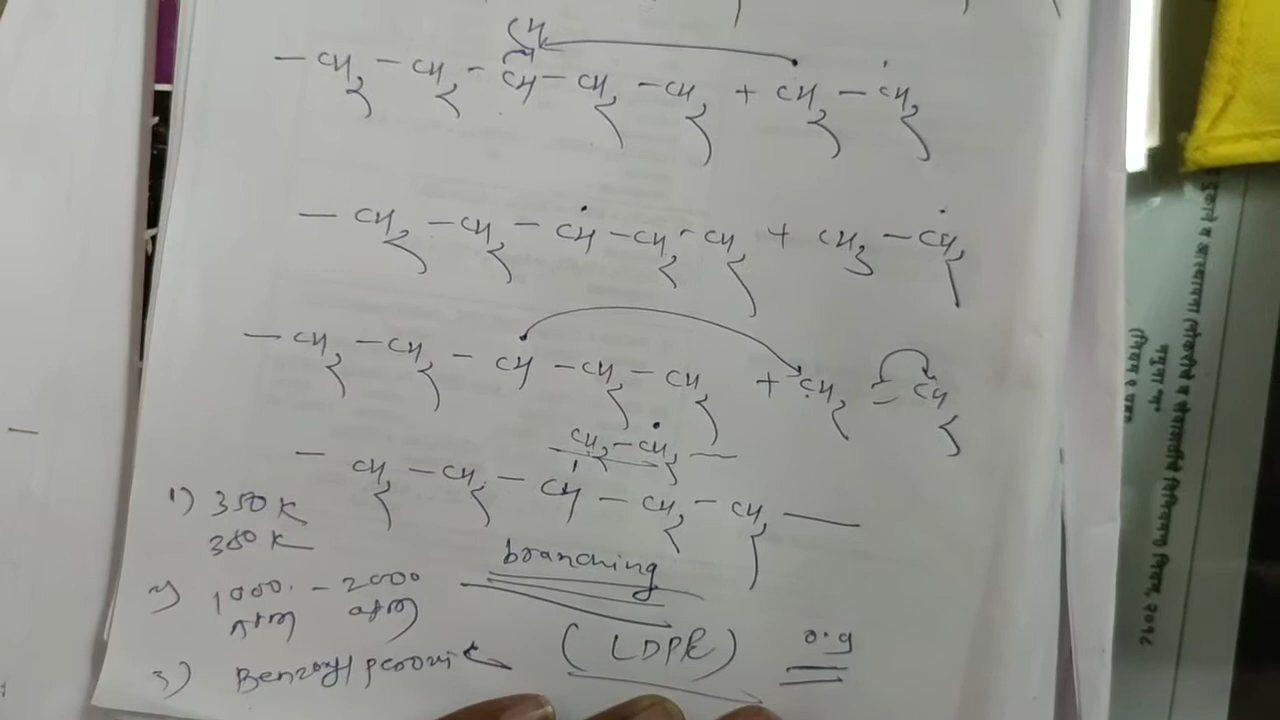 CH
— CH2 — CH2 — CH — CH2 — CH2 + CH2 — CH2
— CH2 — CH2 — CH — CH2 — CH2 + CH3 — CH2
— CH2 — CH2 — CH — CH2 — CH2 + CH2 = CH2
CH2 — CH2 —
— CH2 — CH2 — CH — CH2 — CH2 —
1) 350 K
380 K
branching
2) 1000 - 2000
atm atm
(LDPE) 0.9
3) Benzoyl